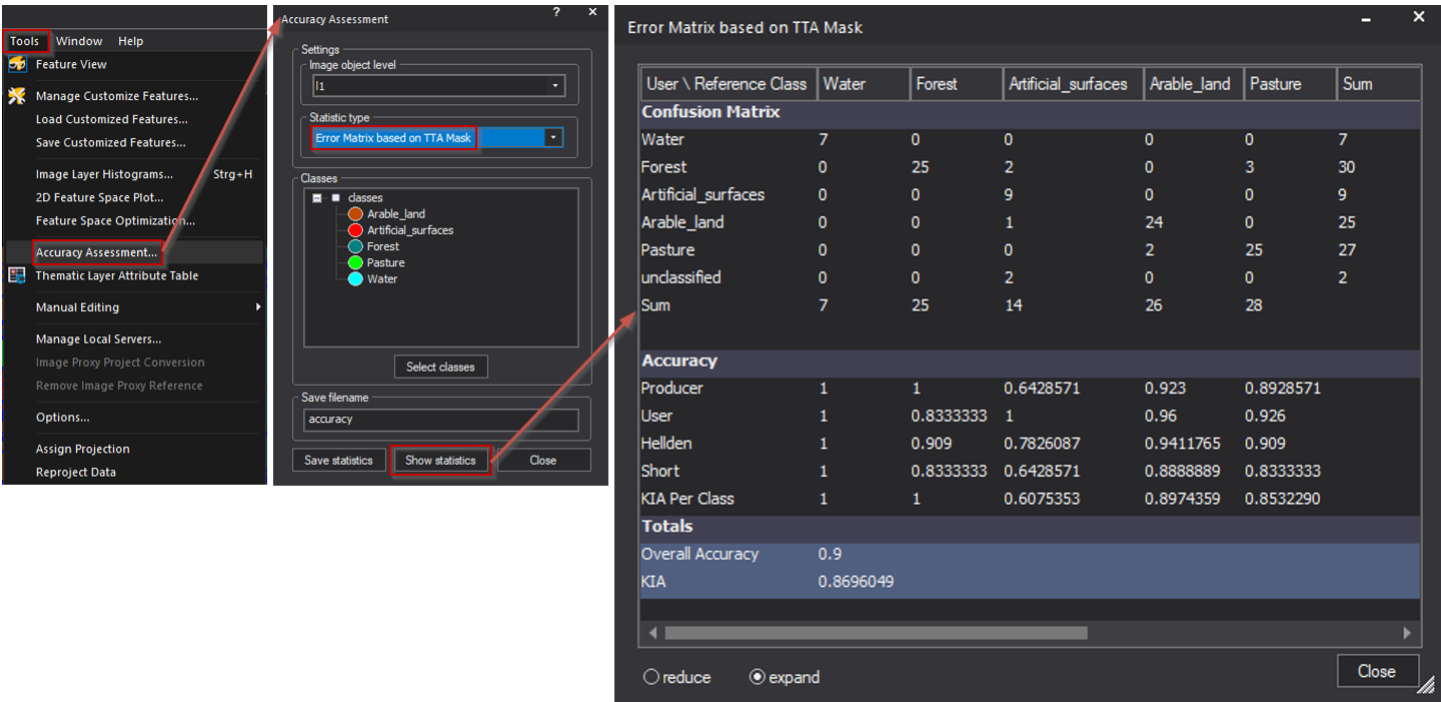 Tools Window Help
Feature View
Manage Customize Features...
Load Customized Features...
Save Customized Features...
Image Layer Histograms... Strg+H
2D Feature Space Plot...
Feature Space Optimization...
Accuracy Assessment...
Thematic Layer Attribute Table
Manual Editing
Manage Local Servers...
Image Proxy Project Conversion
Remove Image Proxy Reference
Options...
Assign Projection
Reproject Data
Accuracy Assessment ? ×
Settings
Image object level
l1
Statistic type
Error Matrix based on TTA Mask
Classes
classes
Arable_land
Artificial_surfaces
Forest
Pasture
Water
Select classes
Save filename
accuracy
Save statistics Show statistics Close
Error Matrix based on TTA Mask
User \ Reference Class Water Forest Artificial_surfaces Arable_land Pasture Sum
Confusion Matrix
Water 7 0 0 0 0 7
Forest 0 25 2 0 3 30
Artificial_surfaces 0 0 9 0 0 9
Arable_land 0 0 1 24 0 25
Pasture 0 0 0 2 25 27
unclassified 0 0 2 0 0 2
Sum 7 25 14 26 28
Accuracy
Producer 1 1 0.6428571 0.923 0.8928571
User 1 0.8333333 1 0.96 0.926
Hellden 1 0.909 0.7826087 0.9411765 0.909
Short 1 0.8333333 0.6428571 0.8888889 0.8333333
KIA Per Class 1 1 0.6075353 0.8974359 0.8532290
Totals
Overall Accuracy 0.9
KIA 0.8696049
reduce expand
Close